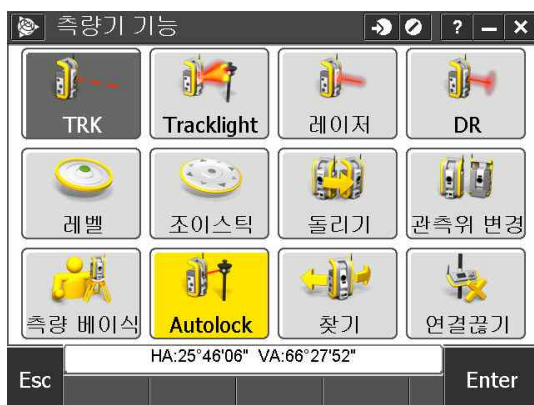 측량기 기능
? – ×
TRK Tracklight 레이저 DR
레벨 조이스틱 돌리기 관측위 변경
측량 베이식 Autolock 찾기 연결끊기
HA:25°46'06" VA:66°27'52"
Esc Enter